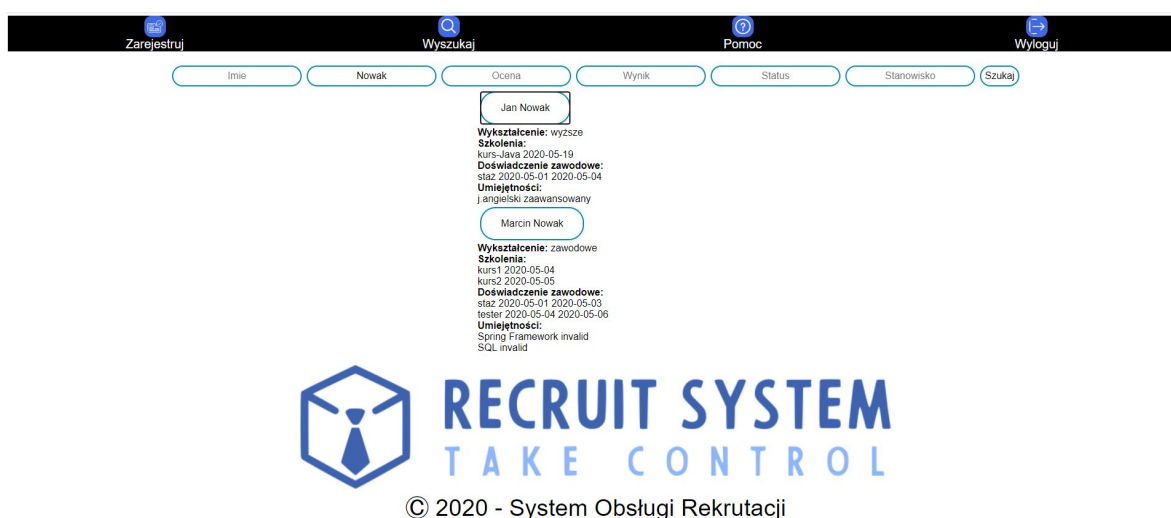 Zarejestruj Wyszukaj Pomoc Wyloguj
Imie Nowak Ocena Wynik Status Stanowisko Szukaj
Jan Nowak
Wykształcenie: wyższe
Szkolenia:
kurs-Java 2020-05-19
Doświadczenie zawodowe:
staż 2020-05-01 2020-05-04
Umiejętności:
j.angielski zaawansowany
Marcin Nowak
Wykształcenie: zawodowe
Szkolenia:
kurs1 2020-05-04
kurs2 2020-05-05
Doświadczenie zawodowe:
staż 2020-05-01 2020-05-03
tester 2020-05-04 2020-05-06
Umiejętności:
Spring Framework invalid
SQL invalid
RECRUIT SYSTEM
TAKE CONTROL
© 2020 - System Obsługi Rekrutacji